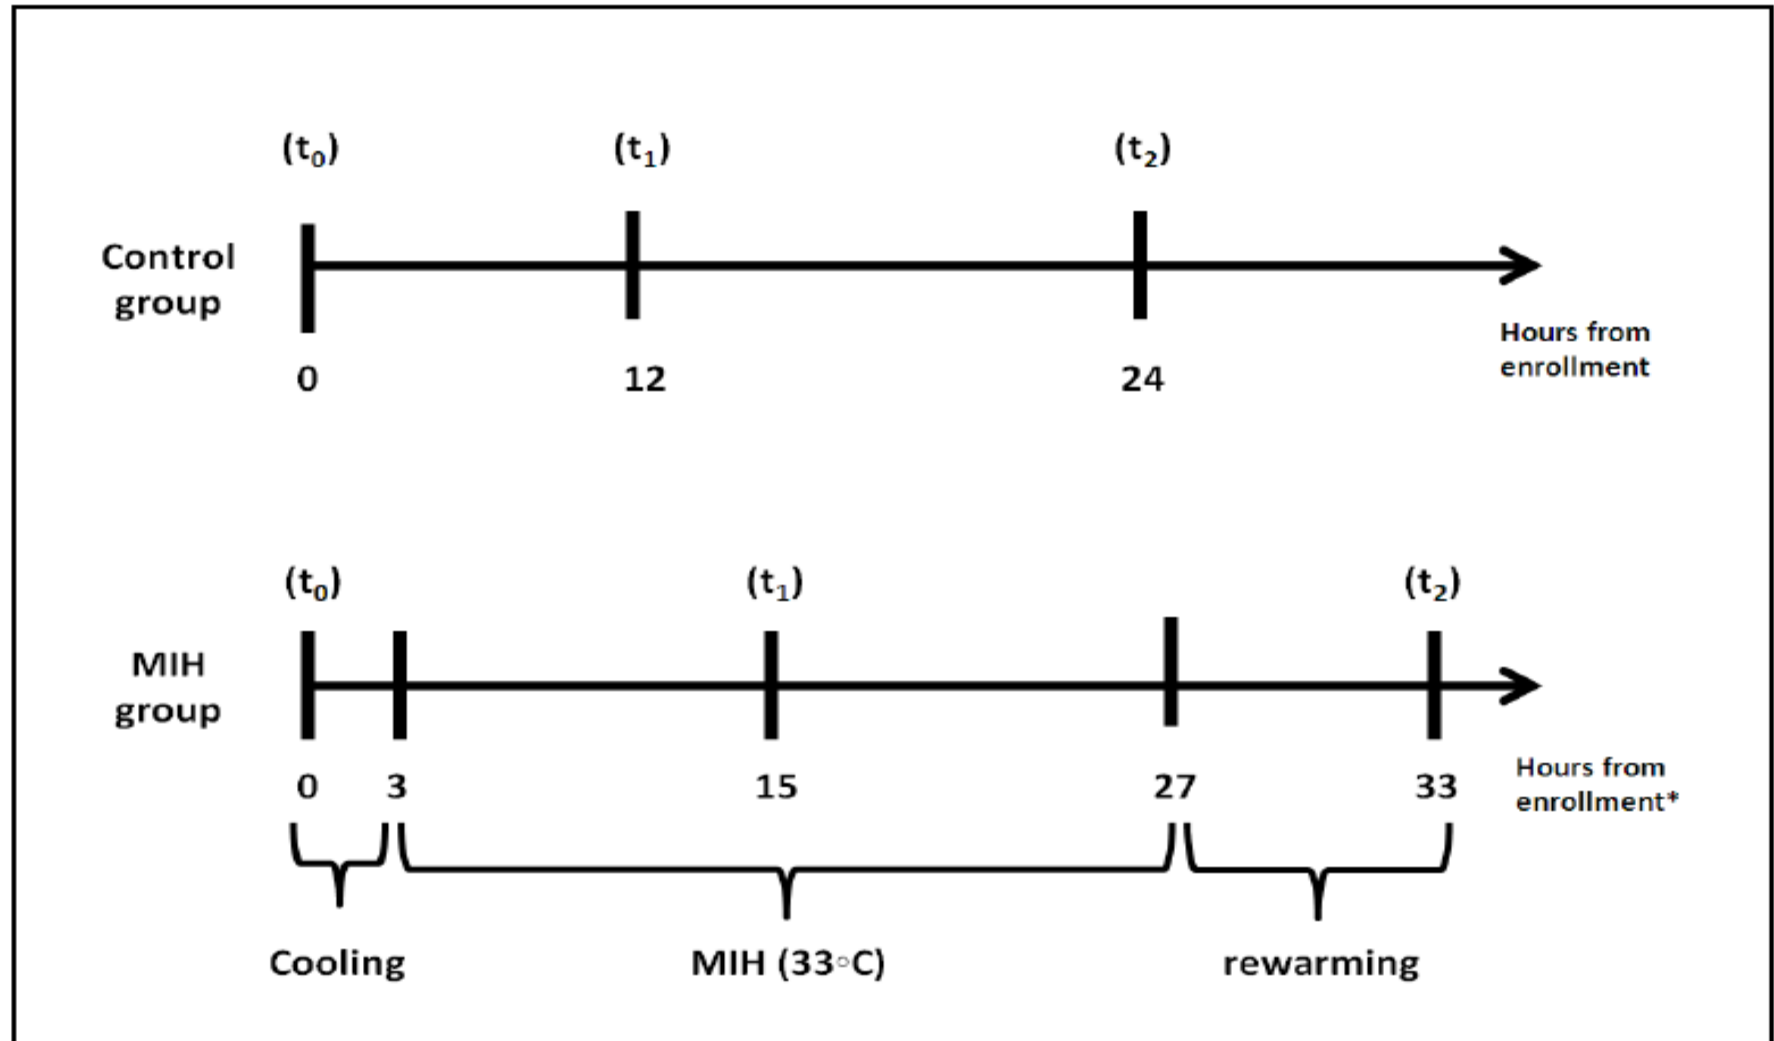 (t₀) (t₁) (t₂)
Control
group
0 12 24
Hours from
enrollment
(t₀) (t₁) (t₂)
MIH
group
0 3 15 27 33
Hours from
enrollment*
Cooling MIH (33◦C) rewarming